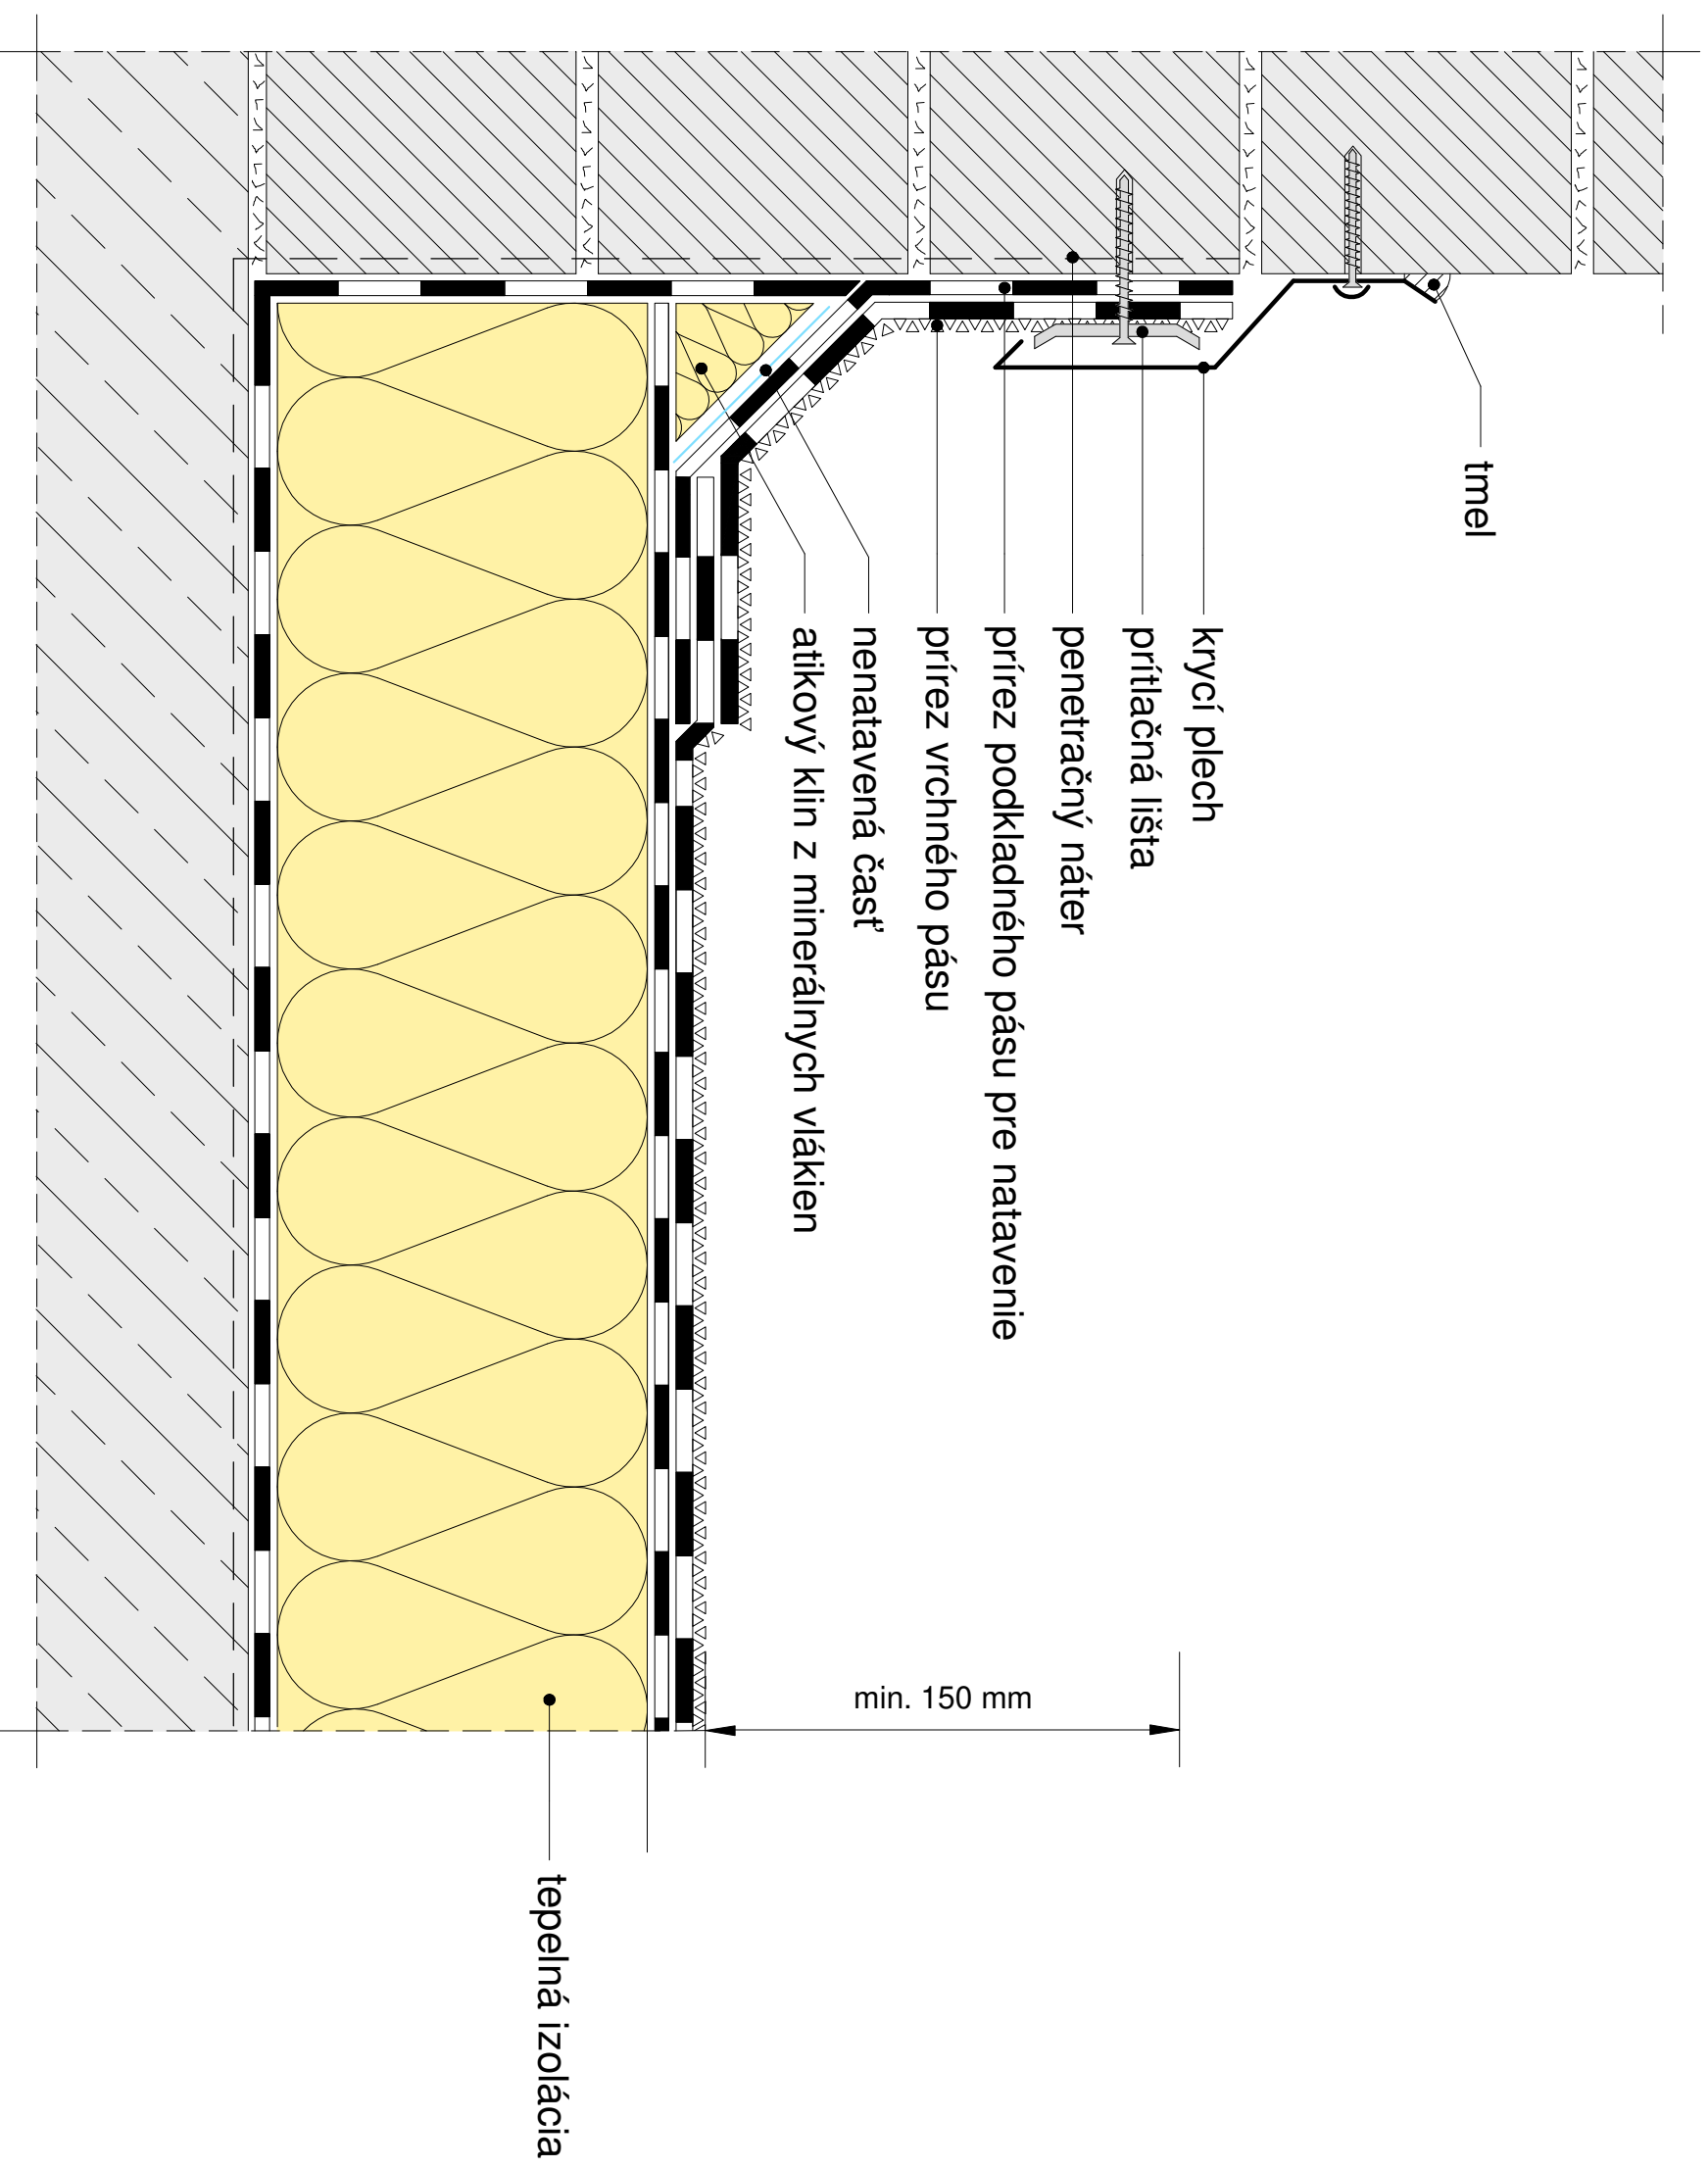 tmel
krycí plech
prítlačná lišta
penetračný náter
prírez podkladného pásu pre natavenie
prírez vrchného pásu
nenatavená časť
atikový klin z minerálnych vlákien
min. 150 mm
tepelná izolácia